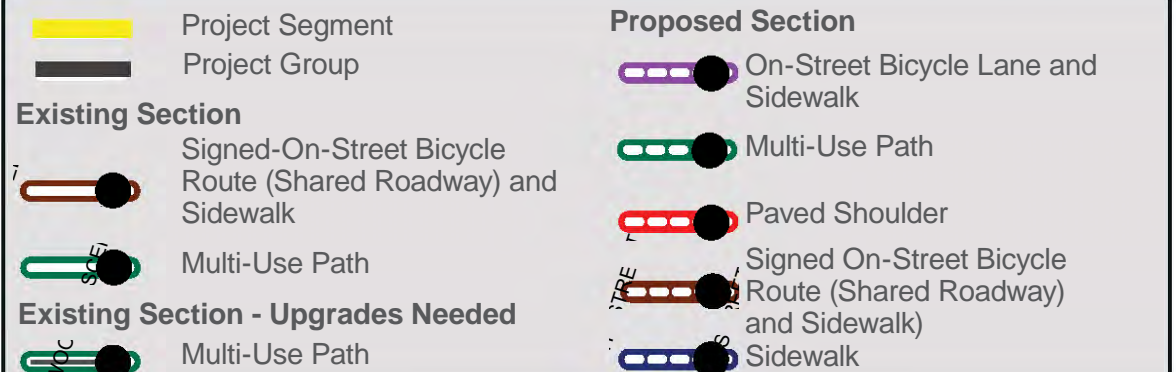 Project Segment
Project Group
Existing Section
Signed-On-Street Bicycle
Route (Shared Roadway) and
Sidewalk
Multi-Use Path
Existing Section - Upgrades Needed
Multi-Use Path
Proposed Section
On-Street Bicycle Lane and
Sidewalk
Multi-Use Path
Paved Shoulder
Signed On-Street Bicycle
Route (Shared Roadway)
and Sidewalk)
Sidewalk